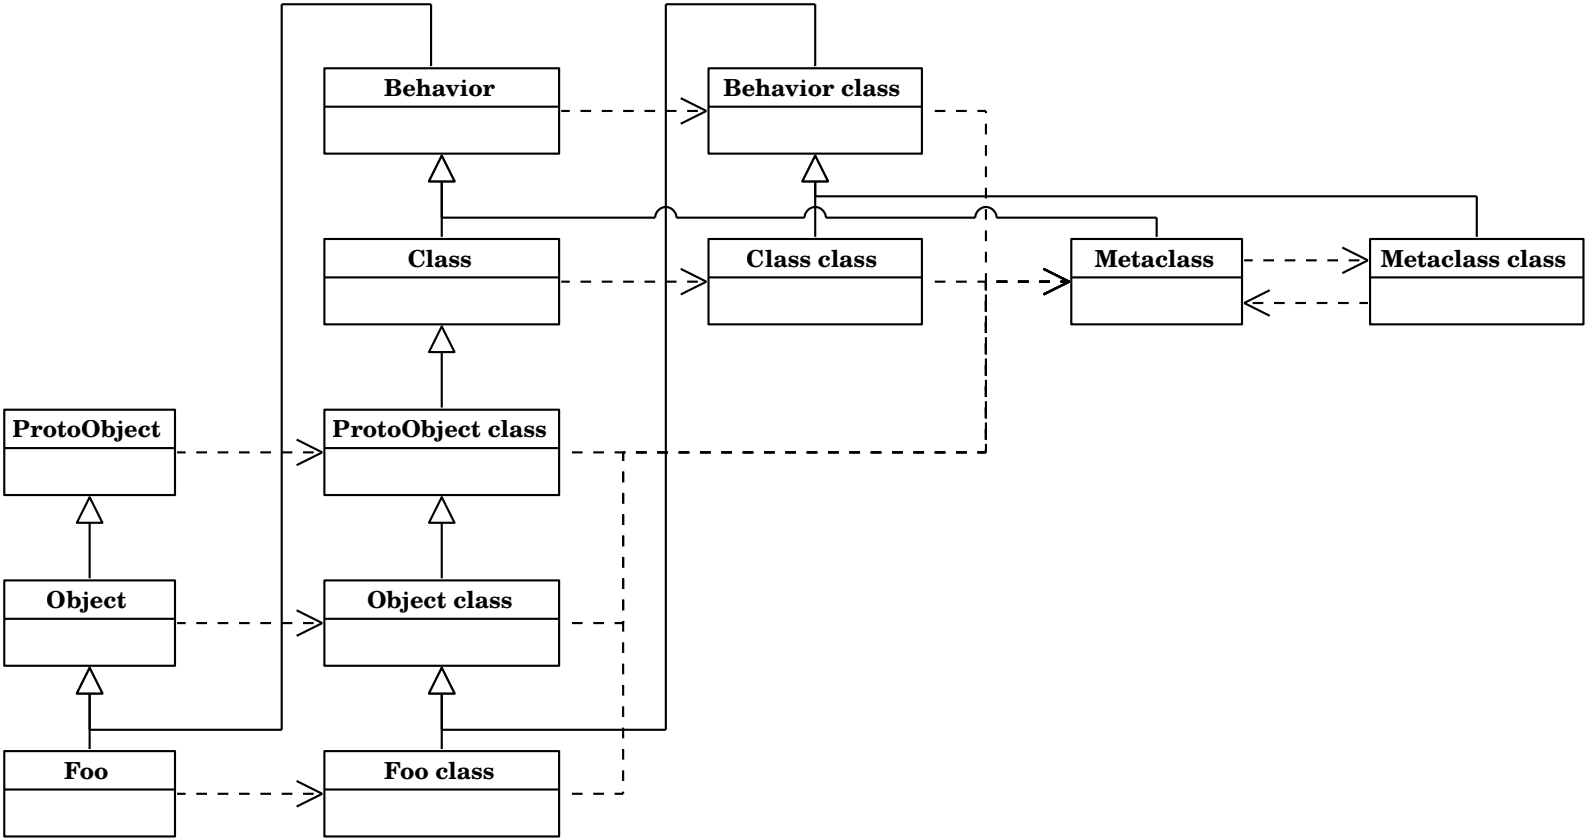 Behavior
Behavior class
Class
Class class
Metaclass
Metaclass class
ProtoObject
ProtoObject class
Object
Object class
Foo
Foo class